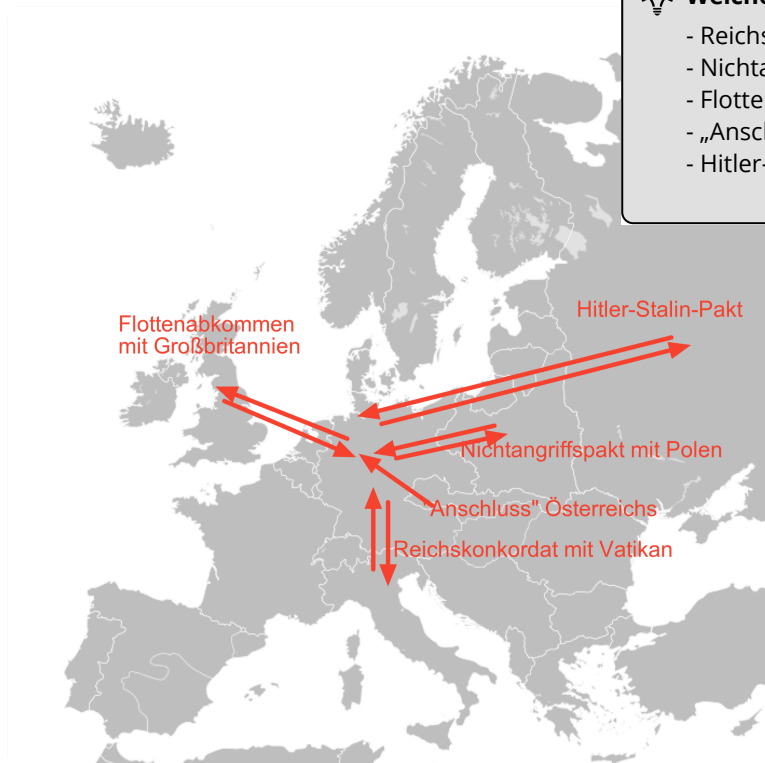 - Reichs
- Nichta
- Flotte
- „Ansch
- Hitler-
Hitler-Stalin-Pakt
Flottenabkommen
mit Großbritannien
Nichtangriffspakt mit Polen
"Anschluss" Österreichs
Reichskonkordat mit Vatikan